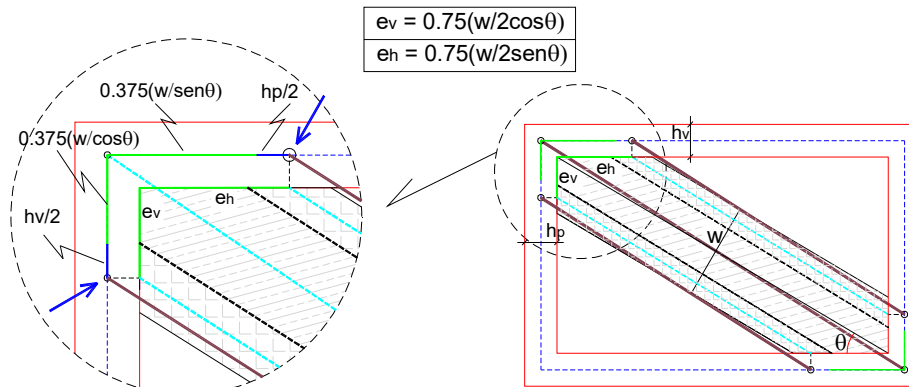 ev = 0.75(w/2cosθ)
eh = 0.75(w/2senθ)
0.375(w/senθ)
hp/2
0.375(w/cosθ)
ev
eh
hv/2
hv
eh
ev
w
hp
θ